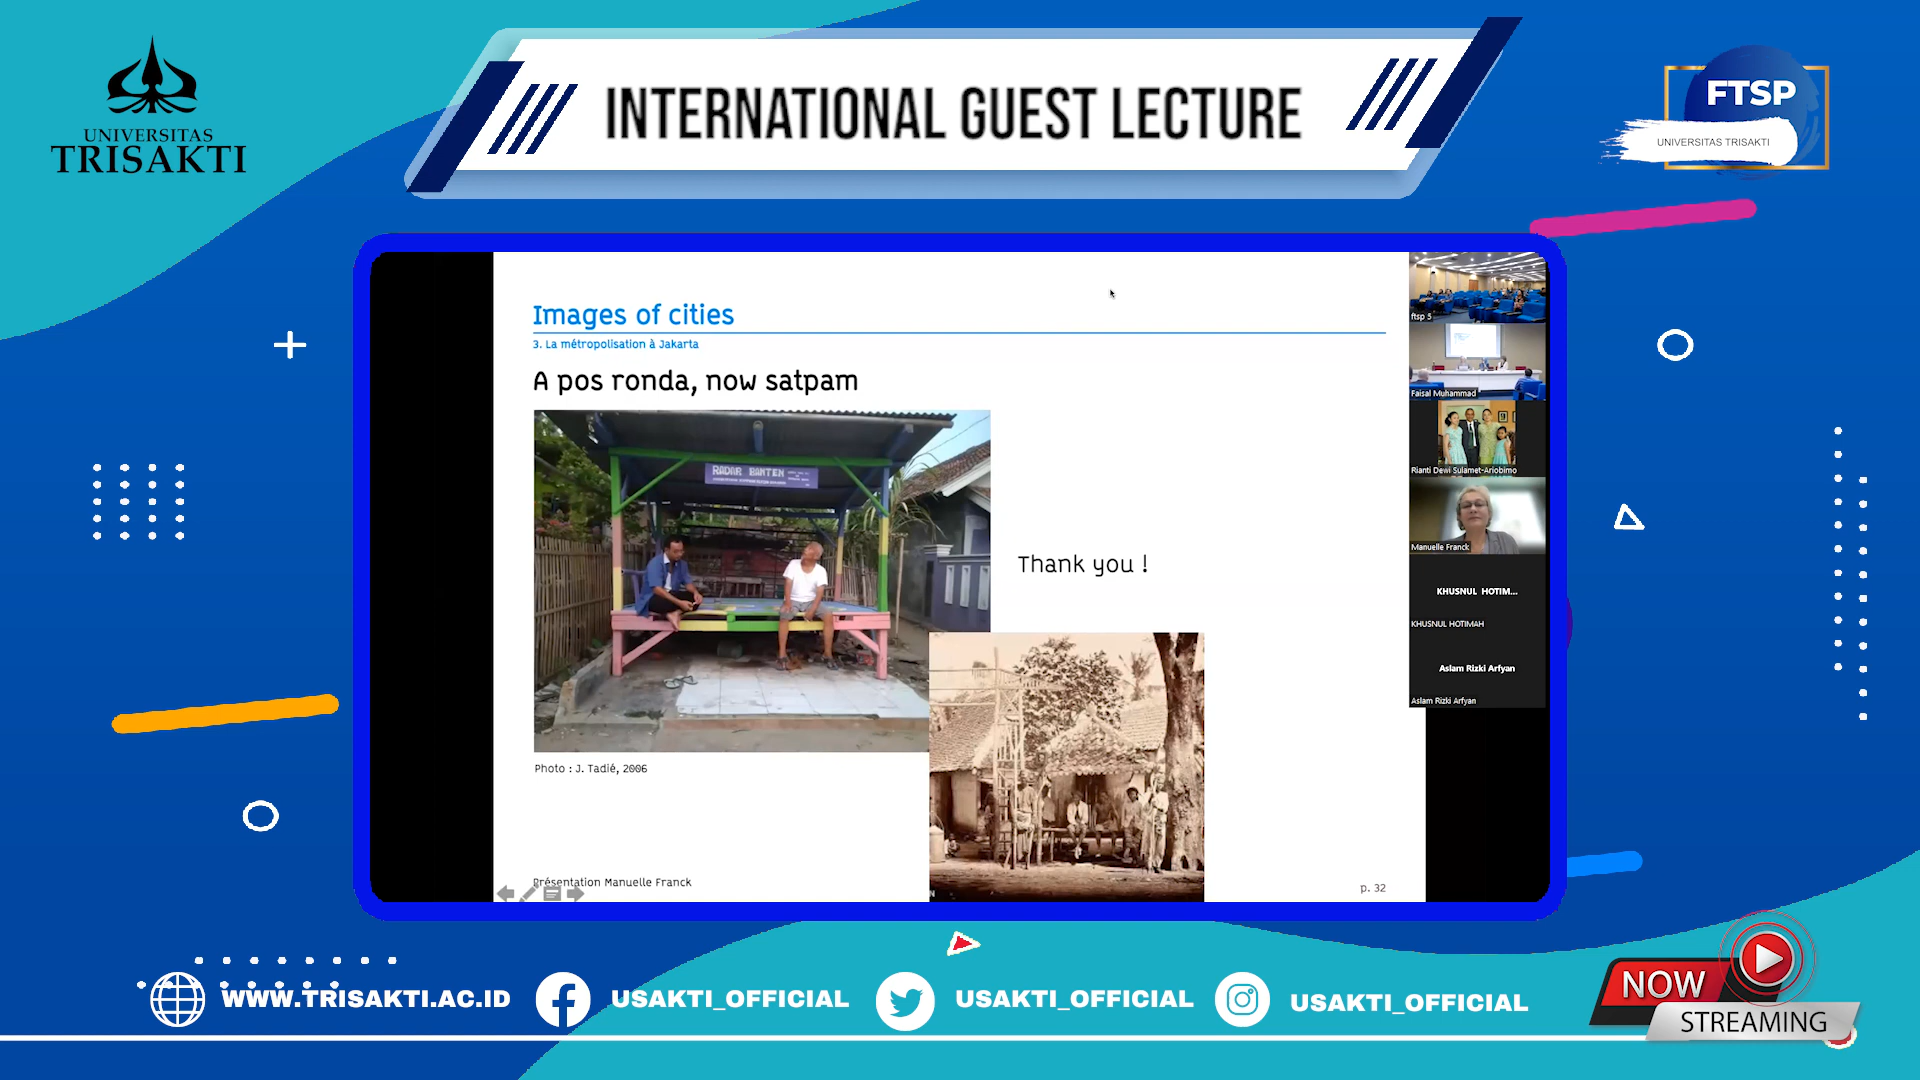 UNIVERSITAS
TRISAKTI
INTERNATIONAL GUEST LECTURE
FTSP
UNIVERSITAS TRISAKTI
Images of cities
3. La métropolisation à Jakarta
A pos ronda, now satpam
RADAR BANTEN
Thank you !
Photo : J. Tadié, 2006
Présentation Manuelle Franck
p. 32
ftsp 5
Faisal Muhammad
Rianti Dewi Sulamet-Ariobimo
Manuelle Franck
KHUSNUL HOTIM...
KHUSNUL HOTIMAH
Aslam Rizki Arfyan
Aslam Rizki Arfyan
WWW.TRISAKTI.AC.ID
USAKTI_OFFICIAL
USAKTI_OFFICIAL
USAKTI_OFFICIAL
NOW
STREAMING